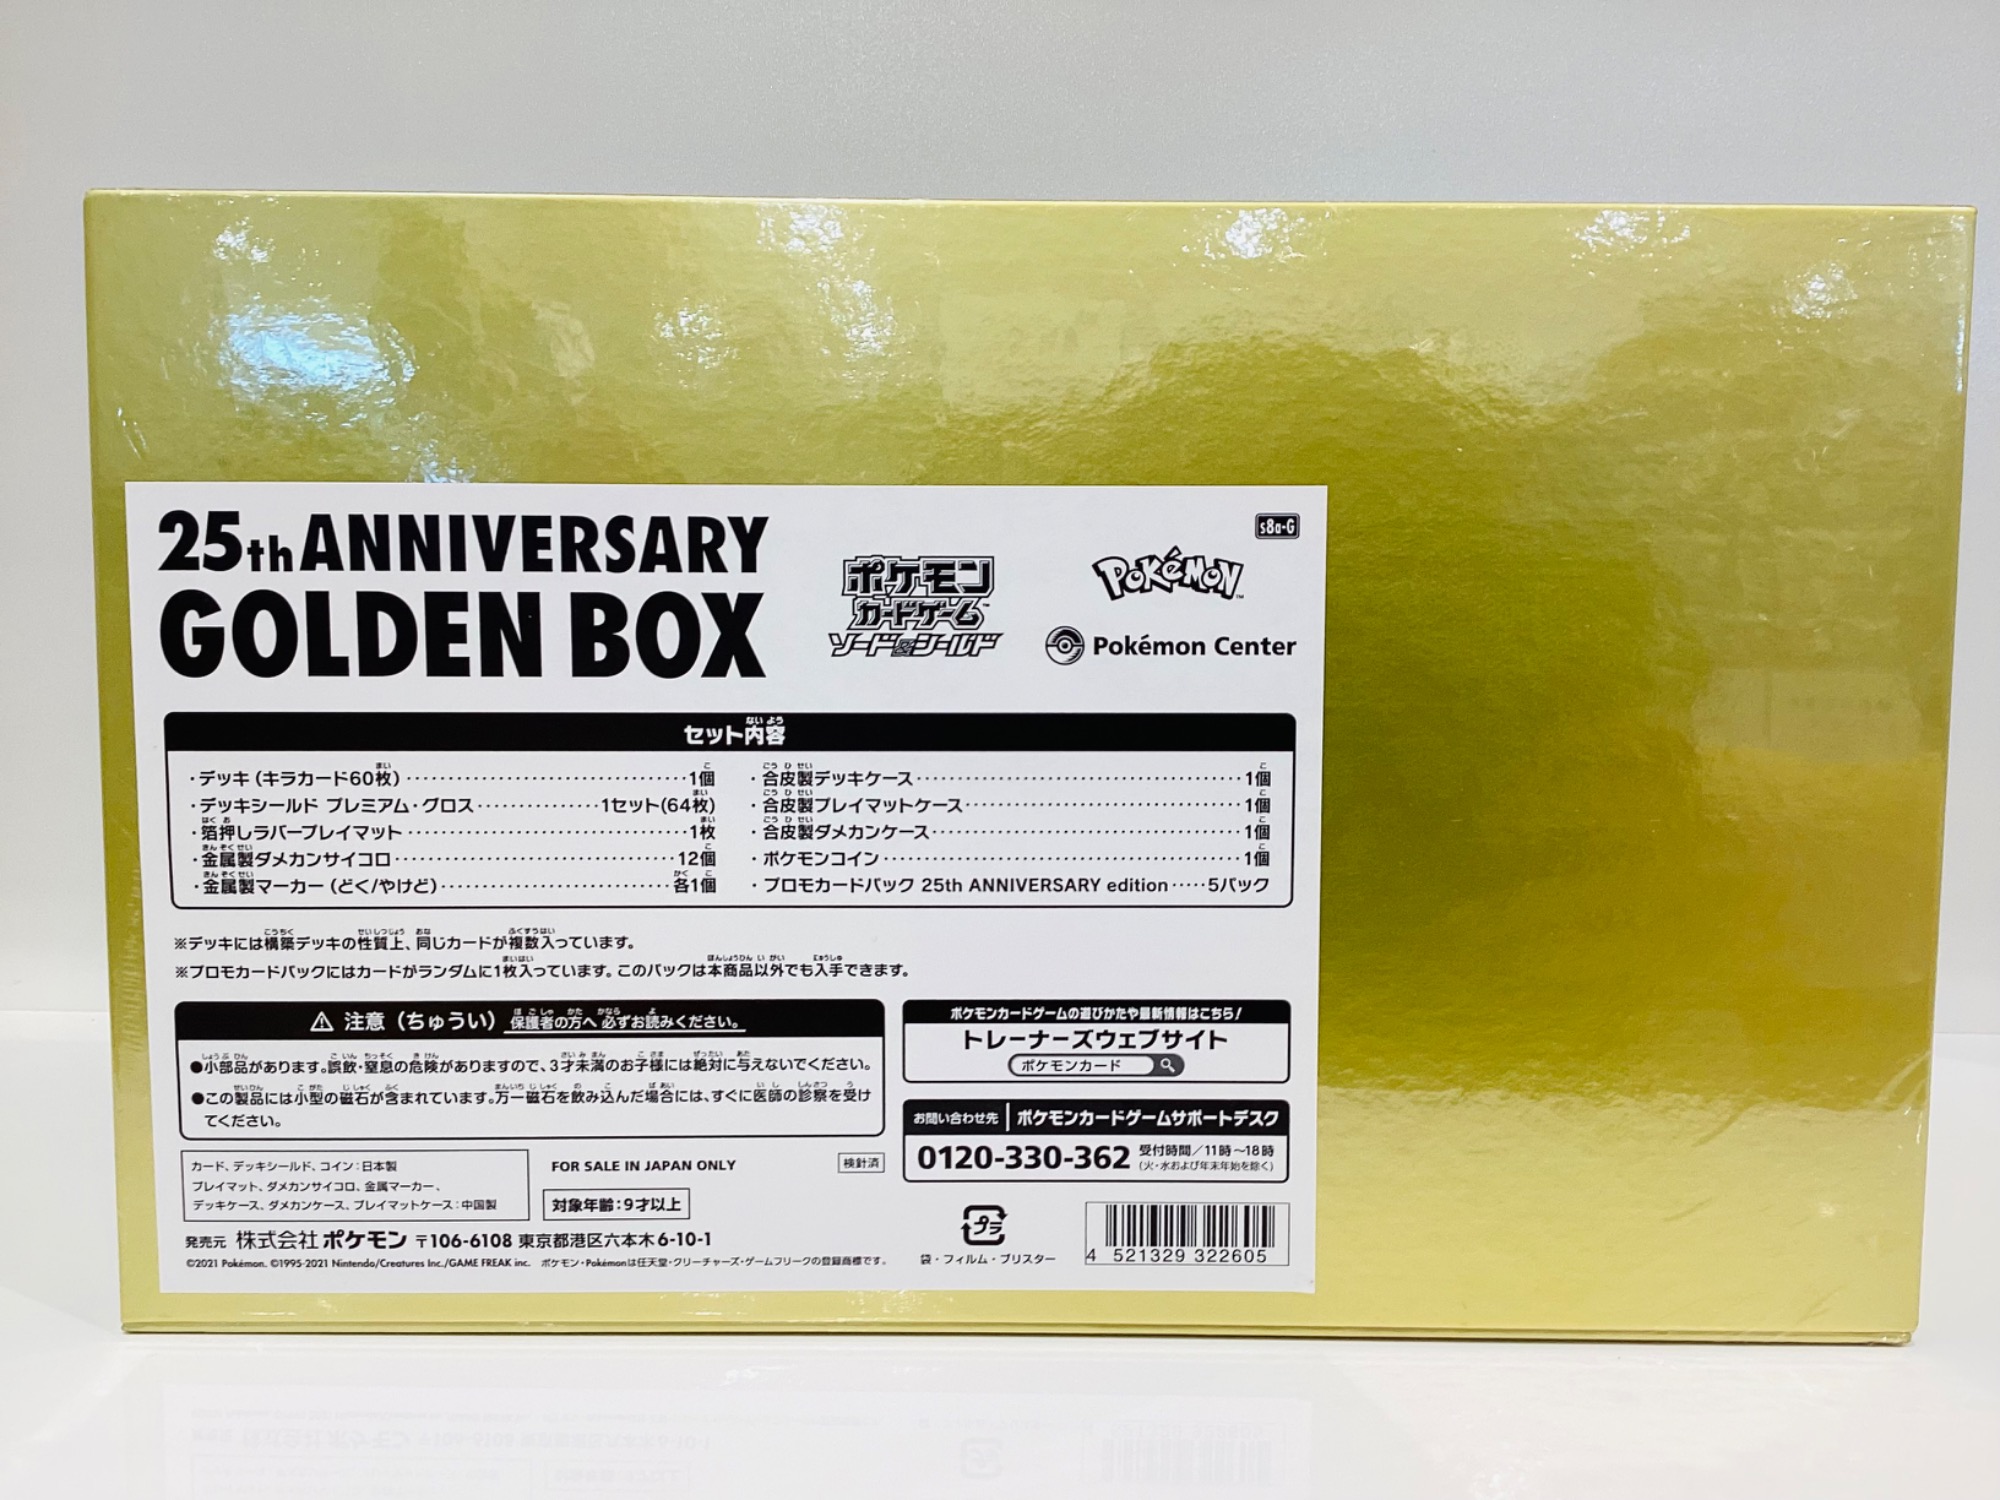 25th ANNIVERSARY
GOLDEN BOX
ポケモン
カードゲーム™
ソード&シールド
s8a-G
POKéMON™
Pokémon Center
セット内容
・デッキ(キラカード60枚)‥‥‥‥‥‥‥‥‥‥1個
・デッキシールド プレミアム・グロス‥‥‥‥‥1セット(64枚)
・箔押しラバープレイマット‥‥‥‥‥‥‥‥‥‥1枚
・金属製ダメカンサイコロ‥‥‥‥‥‥‥‥‥‥12個
・金属製マーカー(どく/やけど)‥‥‥‥‥‥‥‥各1個
・合皮製デッキケース‥‥‥‥‥‥‥‥‥‥1個
・合皮製プレイマットケース‥‥‥‥‥‥‥‥1個
・合皮製ダメカンケース‥‥‥‥‥‥‥‥‥1個
・ポケモンコイン‥‥‥‥‥‥‥‥‥‥‥1個
・プロモカードパック 25th ANNIVERSARY edition‥‥5パック
※デッキには構築デッキの性質上、同じカードが複数入っています。
※プロモカードパックにはカードがランダムに1枚入っています。このパックは本商品以外でも入手できます。
⚠ 注意(ちゅうい) 保護者の方へ 必ずお読みください。
●小部品があります。誤飲・窒息の危険がありますので、3才未満のお子様には絶対に与えないでください。
●この製品には小型の磁石が含まれています。万一磁石を飲み込んだ場合には、すぐに医師の診察を受け
てください。
ポケモンカードゲームの遊びかたや最新情報はこちら!
トレーナーズウェブサイト
ポケモンカード
お問い合わせ先 ポケモンカードゲームサポートデスク
0120-330-362 受付時間/11時~18時
(火・水および年末年始を除く)
カード、デッキシールド、コイン:日本製
プレイマット、ダメカンサイコロ、金属マーカー、
デッキケース、ダメカンケース、プレイマットケース:中国製
FOR SALE IN JAPAN ONLY
検針済
対象年齢:9才以上
発売元 株式会社ポケモン 〒106-6108 東京都港区六本木6-10-1
©2021 Pokémon. ©1995-2021 Nintendo/Creatures Inc./GAME FREAK inc. ポケモン・Pokémonは任天堂・クリーチャーズ・ゲームフリークの登録商標です。
プラ
袋・フィルム・ブリスター
4 521329 322605